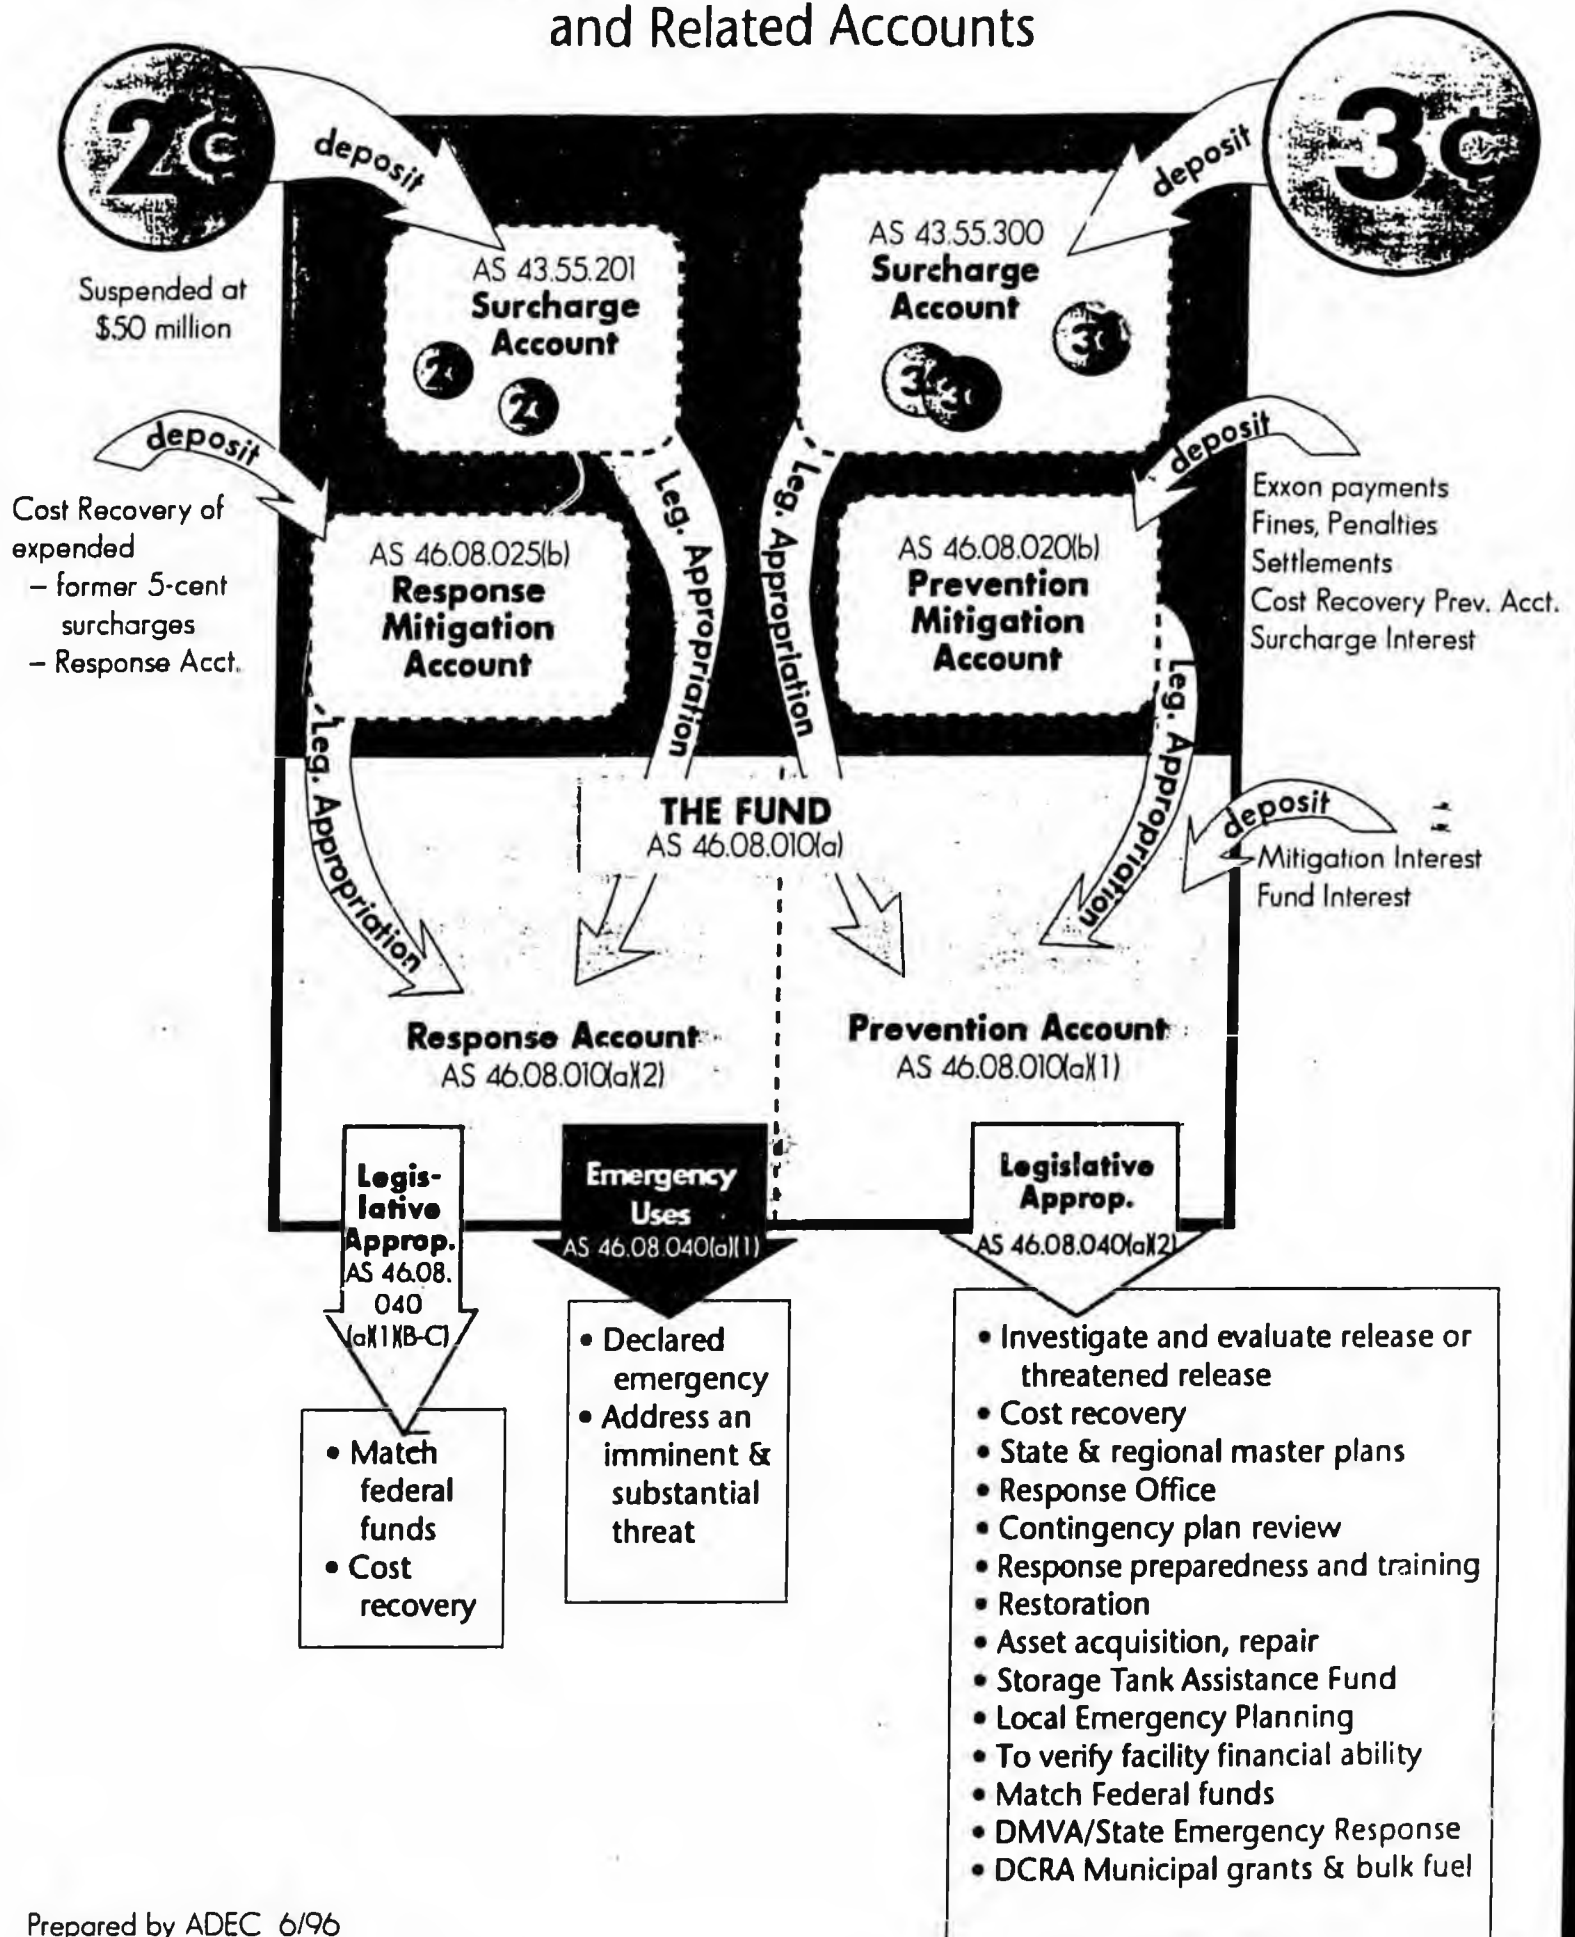 and Related Accounts
2¢
deposit
deposit
3¢
Suspended at
$50 million
AS 43.55.201
Surcharge
Account
2¢
2¢
AS 43.55.300
Surcharge
Account
3¢
3¢
3¢
deposit
Cost Recovery of
expended
– former 5-cent
surcharges
– Response Acct.
AS 46.08.025(b)
Response
Mitigation
Account
Leg. Appropriation
Leg. Appropriation
AS 46.08.020(b)
Prevention
Mitigation
Account
deposit
Exxon payments
Fines, Penalties
Settlements
Cost Recovery Prev. Acct.
Surcharge Interest
Leg. Appropriation
Leg. Appropriation
THE FUND
AS 46.08.010(a)
deposit
Mitigation Interest
Fund Interest
Response Account
AS 46.08.010(a)(2)
Prevention Account
AS 46.08.010(a)(1)
Legis-
lative
Approp.
AS 46.08.
040
(a)(1)(B-C)
Emergency
Uses
AS 46.08.040(a)(1)
Legislative
Approp.
AS 46.08.040(a)(2)
• Match
federal
funds
• Cost
recovery
• Declared
emergency
• Address an
imminent &
substantial
threat
• Investigate and evaluate release or
threatened release
• Cost recovery
• State & regional master plans
• Response Office
• Contingency plan review
• Response preparedness and training
• Restoration
• Asset acquisition, repair
• Storage Tank Assistance Fund
• Local Emergency Planning
• To verify facility financial ability
• Match Federal funds
• DMVA/State Emergency Response
• DCRA Municipal grants & bulk fuel
Prepared by ADEC 6/96